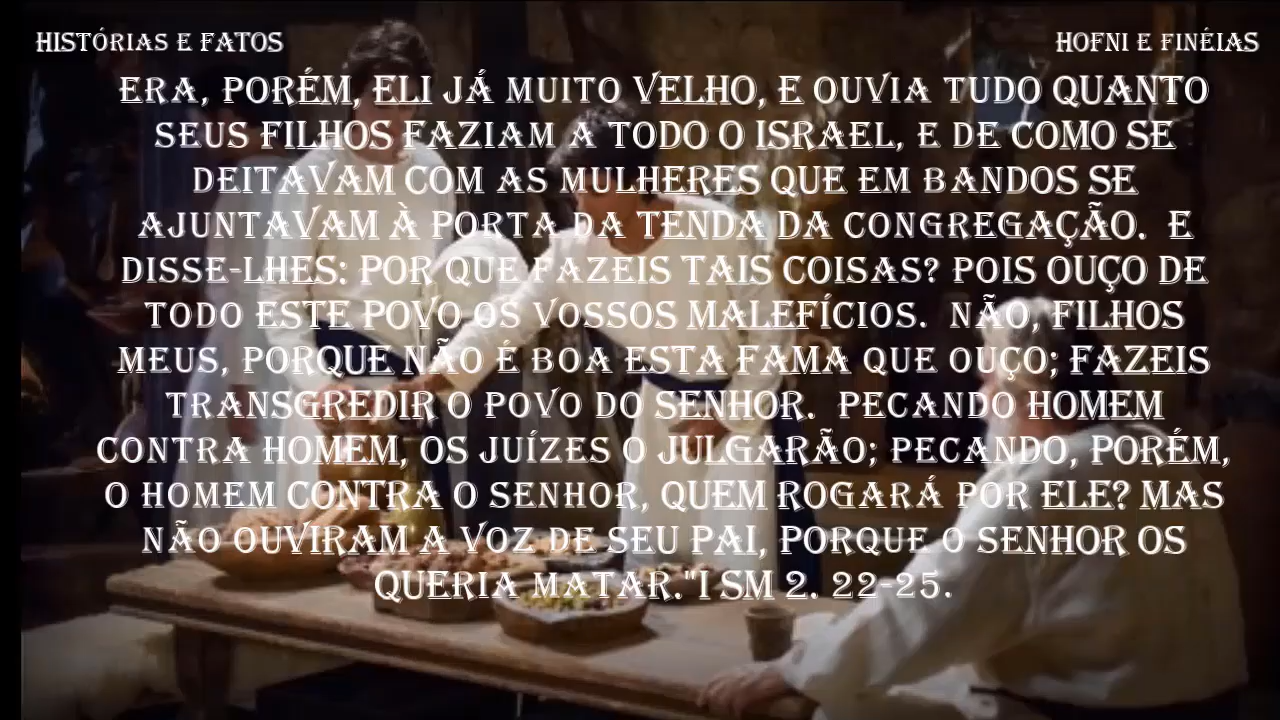 HISTÓRIAS E FATOS
HOFNI E FINÉIAS
ERA, PORÉM, ELI JÁ MUITO VELHO, E OUVIA TUDO QUANTO
SEUS FILHOS FAZIAM A TODO O ISRAEL, E DE COMO SE
DEITAVAM COM AS MULHERES QUE EM BANDOS SE
AJUNTAVAM À PORTA DA TENDA DA CONGREGAÇÃO. E
DISSE-LHES: POR QUE FAZEIS TAIS COISAS? POIS OUÇO DE
TODO ESTE POVO OS VOSSOS MALEFÍCIOS. NÃO, FILHOS
MEUS, PORQUE NÃO É BOA ESTA FAMA QUE OUÇO; FAZEIS
TRANSGREDIR O POVO DO SENHOR. PECANDO HOMEM
CONTRA HOMEM, OS JUÍZES O JULGARÃO; PECANDO, PORÉM,
O HOMEM CONTRA O SENHOR, QUEM ROGARÁ POR ELE? MAS
NÃO OUVIRAM A VOZ DE SEU PAI, PORQUE O SENHOR OS
QUERIA MATAR."I SM 2. 22-25.